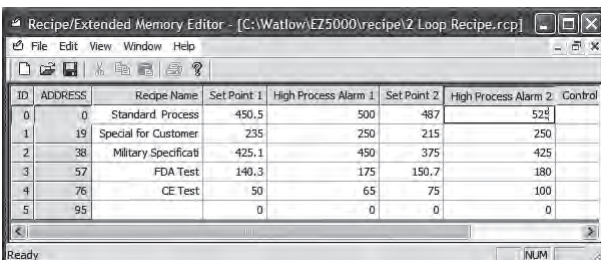 Recipe/Extended Memory Editor - [C:\Watlow\EZ5000\recipe\2 Loop Recipe.rcp]
File Edit View Window Help
ID ADDRESS Recipe Name Set Point 1 High Process Alarm 1 Set Point 2 High Process Alarm 2 Control
0 0 Standard Process 450.5 500 487 525
1 19 Special for Customer 235 250 215 250
2 38 Military Specificati 425.1 450 375 425
3 57 FDA Test 140.3 175 150.7 180
4 76 CE Test 50 65 75 100
5 95 0 0 0 0
Ready NUM